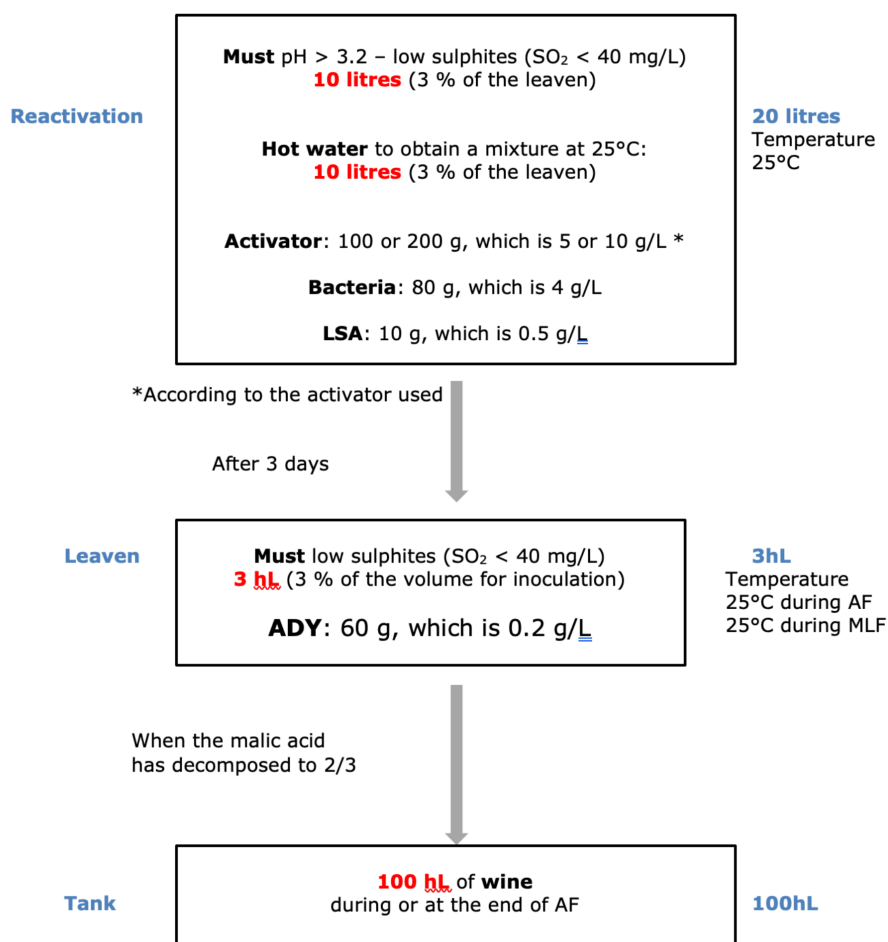 Must pH > 3.2 – low sulphites (SO₂ < 40 mg/L)
10 litres (3 % of the leaven)
Reactivation
20 litres
Temperature
25°C
Hot water to obtain a mixture at 25°C:
10 litres (3 % of the leaven)
Activator: 100 or 200 g, which is 5 or 10 g/L *
Bacteria: 80 g, which is 4 g/L
LSA: 10 g, which is 0.5 g/L
*According to the activator used
After 3 days
Leaven
Must low sulphites (SO₂ < 40 mg/L)
3 hL (3 % of the volume for inoculation)
ADY: 60 g, which is 0.2 g/L
3hL
Temperature
25°C during AF
25°C during MLF
When the malic acid
has decomposed to 2/3
Tank
100 hL of wine
during or at the end of AF
100hL